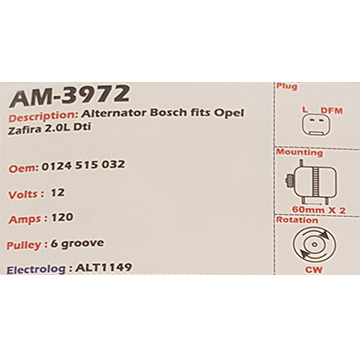 AM-3972
Description: Alternator Bosch fits Opel
Zafira 2.0L Dti
Oem: 0124 515 032
Volts : 12
Amps : 120
Pulley : 6 groove
Electrolog : ALT1149
Plug
L DFM
Mounting
60mm X 2
Rotation
CW